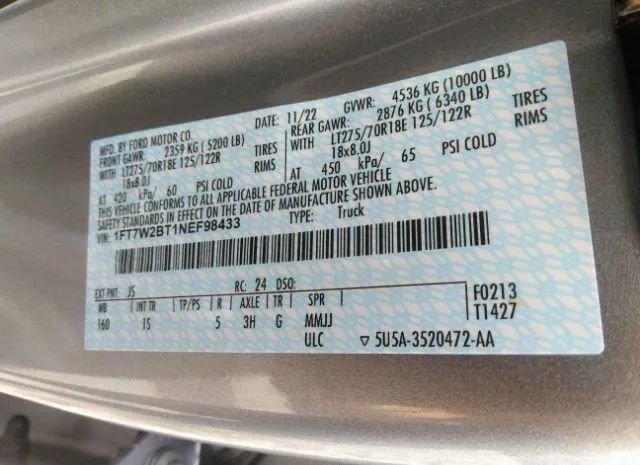 MFD. BY FORD MOTOR CO.
DATE: 11/22 GVWR: 4536 KG (10000 LB)
FRONT GAWR: 2359 KG (5200 LB) REAR GAWR: 2876 KG (6340 LB)
WITH LT275/70R18E 125/122R TIRES WITH LT275/70R18E 125/122R TIRES
18x8.0J RIMS 18x8.0J RIMS
AT 420 kPa/ 60 PSI COLD AT 450 kPa/ 65 PSI COLD
THIS VEHICLE CONFORMS TO ALL APPLICABLE FEDERAL MOTOR VEHICLE
SAFETY STANDARDS IN EFFECT ON THE DATE OF MANUFACTURE SHOWN ABOVE.
VIN: 1FT7W2BT1NEF98433 TYPE: Truck
EXT PNT: JS RC: 24 DSO: F0213
WB INT TR TP/PS R AXLE TR SPR T1427
160 1S 5 3H G MMJJ
ULC ▽ 5U5A-3520472-AA